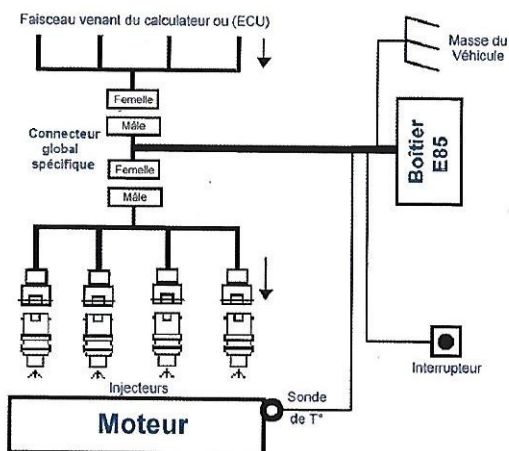 Faisceau venant du calculateur ou (ECU)
Masse du
Véhicule
Femelle
Mâle
Connecteur
global
spécifique
Femelle
Mâle
Boîtier
E85
Interrupteur
Injecteurs
Sonde
de T°
Moteur